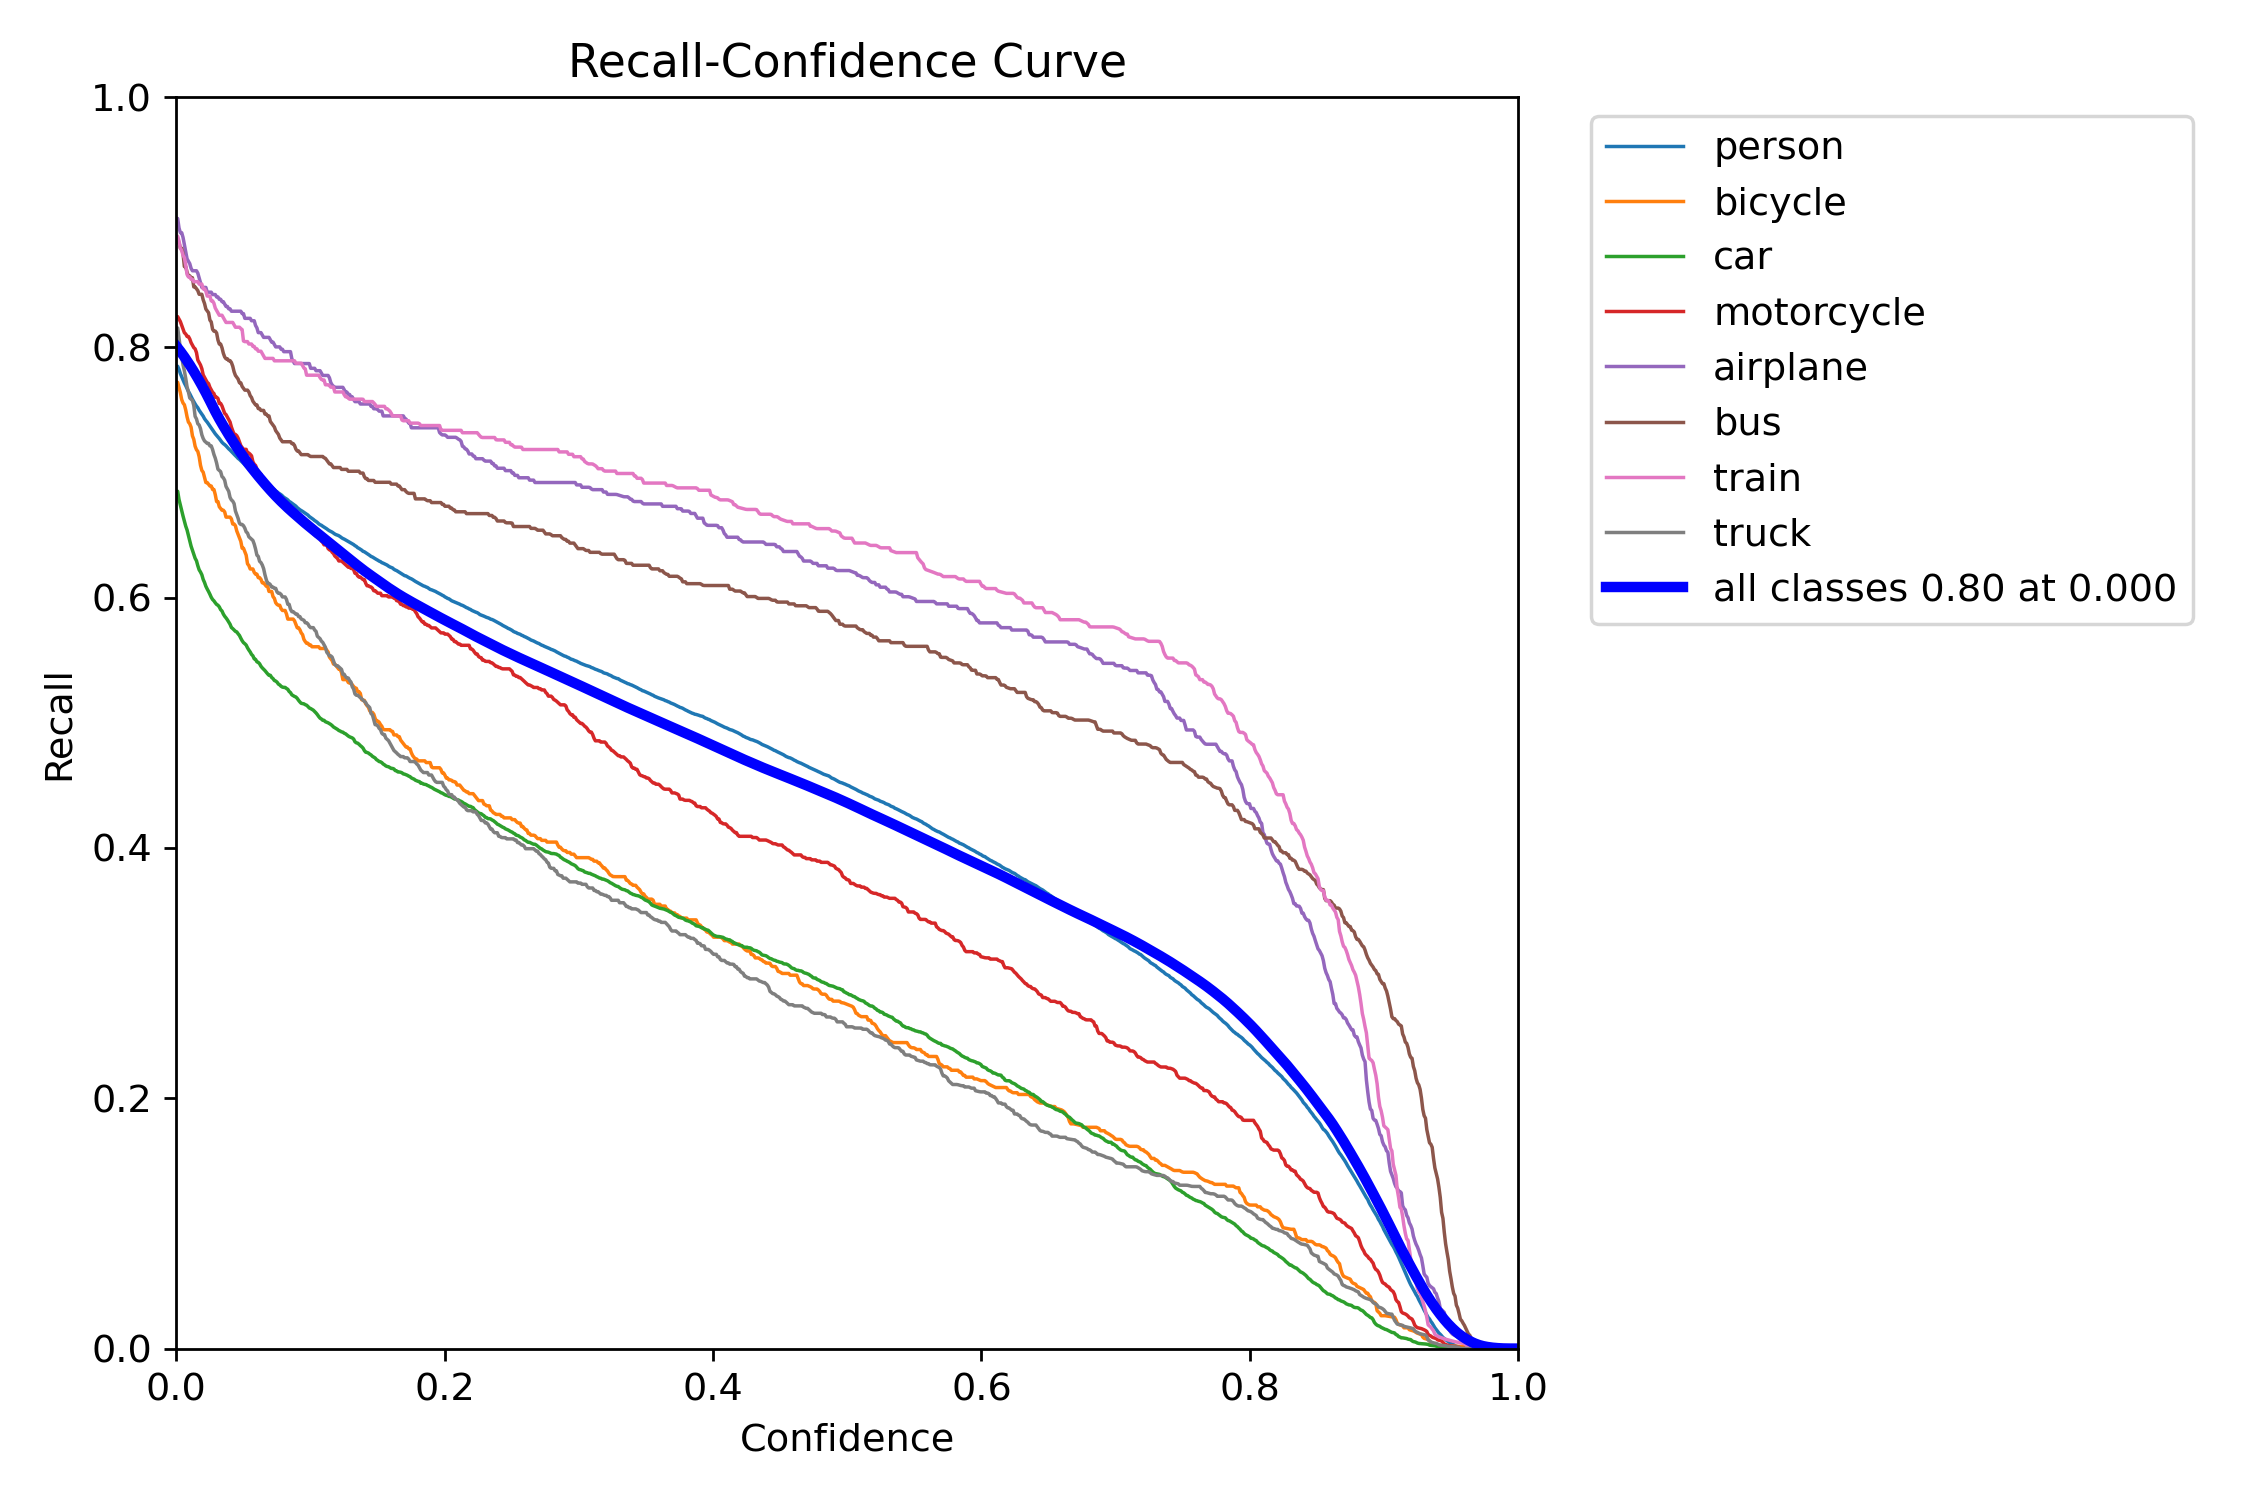 Recall-Confidence Curve
1.0
0.8
0.6
0.4
0.2
0.0
Recall
0.0 0.2 0.4 0.6 0.8 1.0
Confidence
person
bicycle
car
motorcycle
airplane
bus
train
truck
all classes 0.80 at 0.000